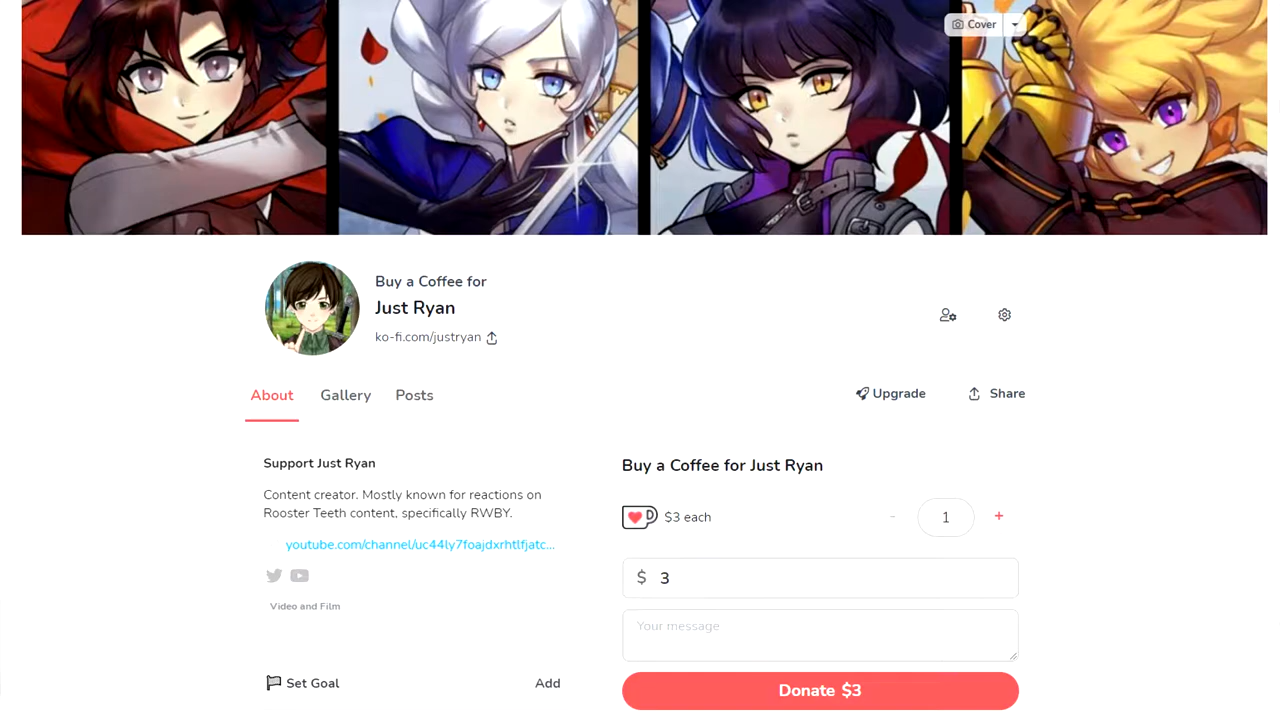 Cover
Buy a Coffee for
Just Ryan
ko-fi.com/justryan
About Gallery Posts
Upgrade Share
Support Just Ryan
Content creator. Mostly known for reactions on
Rooster Teeth content, specifically RWBY.
youtube.com/channel/uc44ly7foajdxrhtlfjatc...
Video and Film
Set Goal Add
Buy a Coffee for Just Ryan
$3 each - 1 +
$ 3
Your message
Donate $3